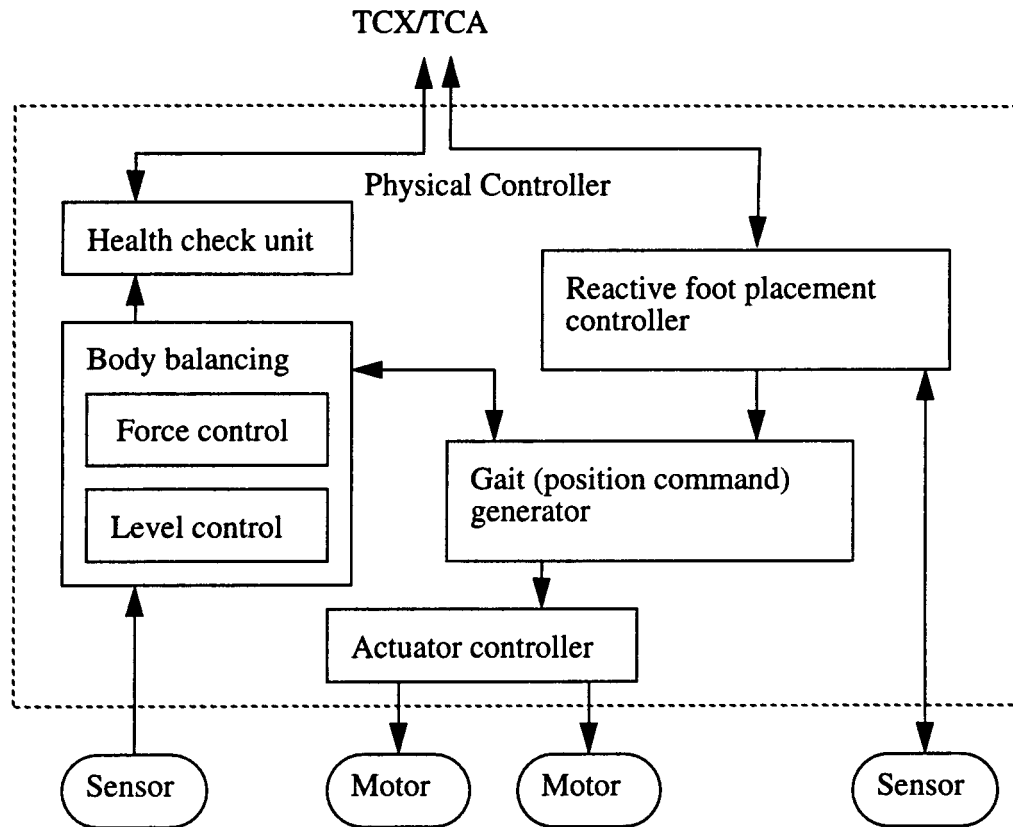 TCX/TCA
Physical Controller
Health check unit
Reactive foot placement
controller
Body balancing
Force control
Level control
Gait (position command)
generator
Actuator controller
Sensor
Motor
Motor
Sensor